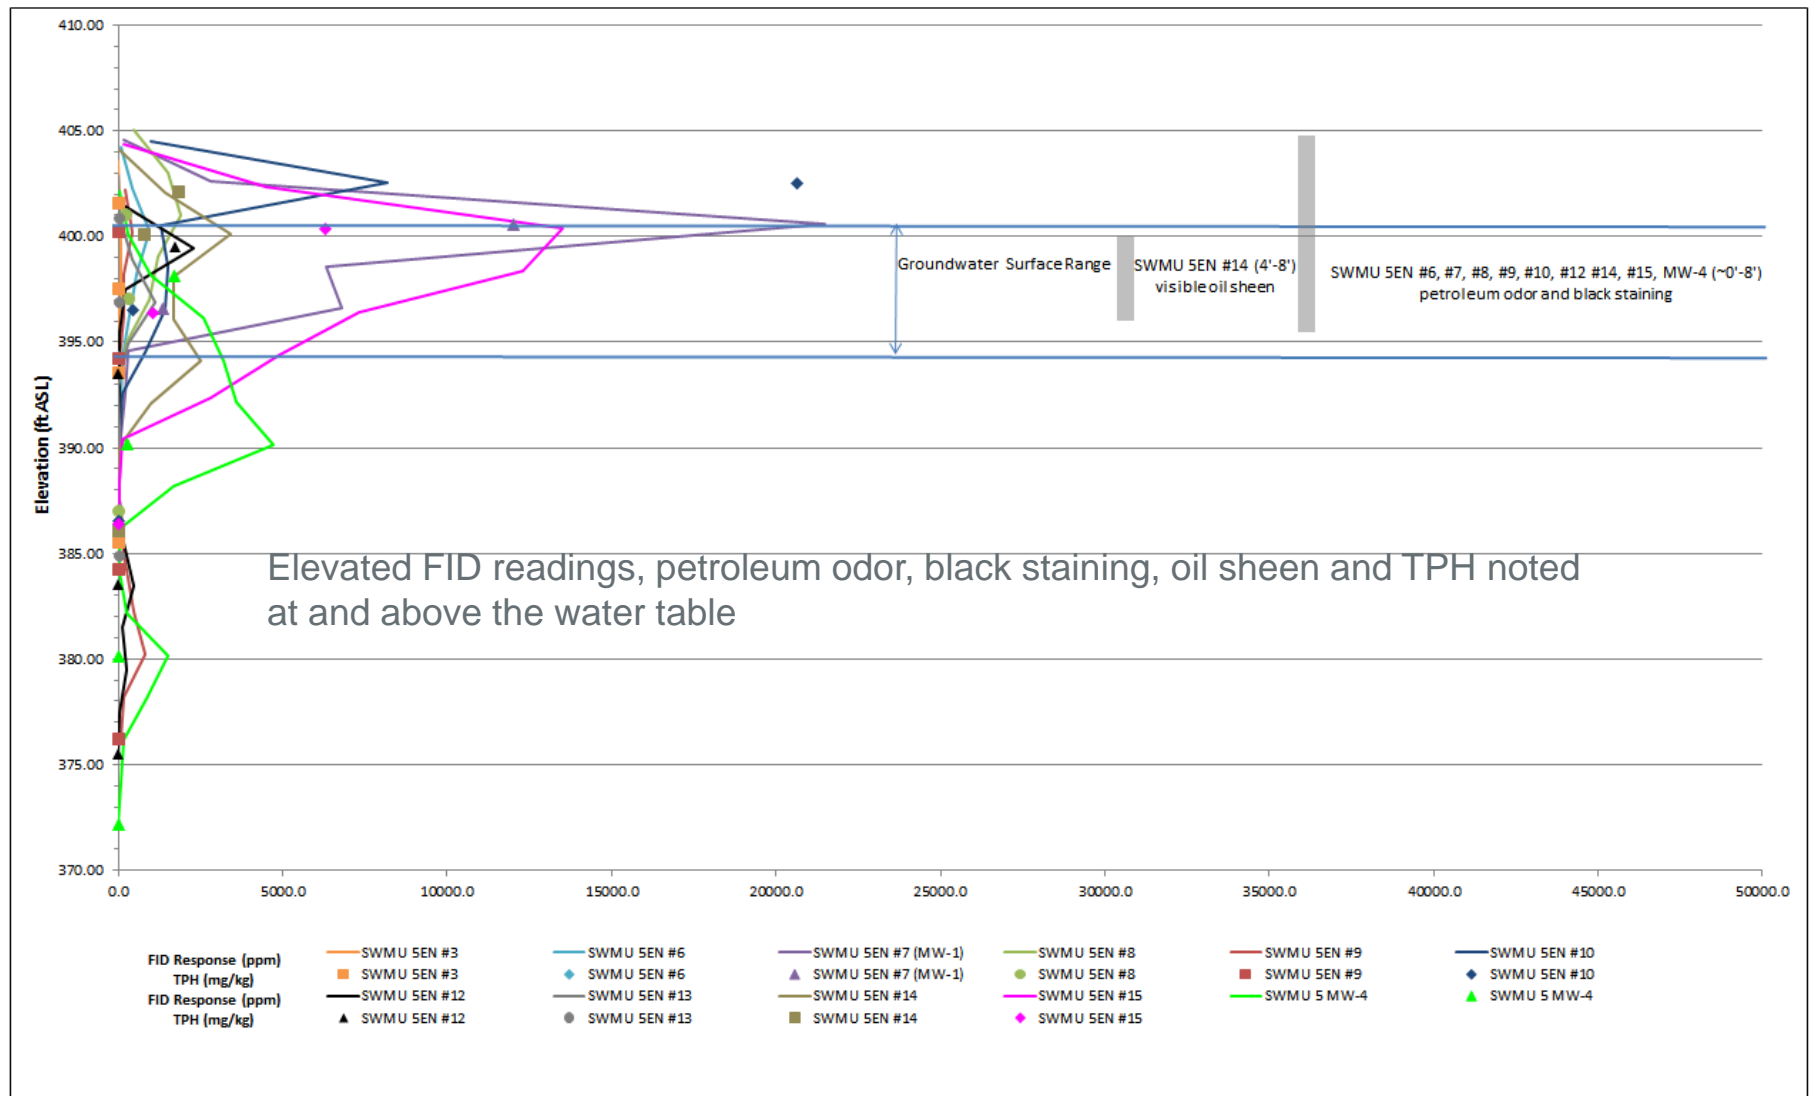 410.00
405.00
400.00
395.00
390.00
385.00
380.00
375.00
370.00
Elevation (ft ASL)
Groundwater Surface Range
SWMU 5EN #14 (4'-8')
visible oil sheen
SWMU 5EN #6, #7, #8, #9, #10, #12 #14, #15, MW-4 (~0'-8')
petroleum odor and black staining
Elevated FID readings, petroleum odor, black staining, oil sheen and TPH noted
at and above the water table
0.0 5000.0 10000.0 15000.0 20000.0 25000.0 30000.0 35000.0 40000.0 45000.0 50000.0
FID Response (ppm) SWMU 5EN #3 SWMU 5EN #6 SWMU 5EN #7 (MW-1) SWMU 5EN #8 SWMU 5EN #9 SWMU 5EN #10
TPH (mg/kg) SWMU 5EN #3 SWMU 5EN #6 SWMU 5EN #7 (MW-1) SWMU 5EN #8 SWMU 5EN #9 SWMU 5EN #10
FID Response (ppm) SWMU 5EN #12 SWMU 5EN #13 SWMU 5EN #14 SWMU 5EN #15 SWMU 5 MW-4 SWMU 5 MW-4
TPH (mg/kg) SWMU 5EN #12 SWMU 5EN #13 SWMU 5EN #14 SWMU 5EN #15